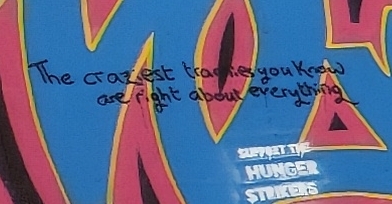 The craziest trannies you know
are right about everything
SUPPORT THE
HUNGER
STRIKERS